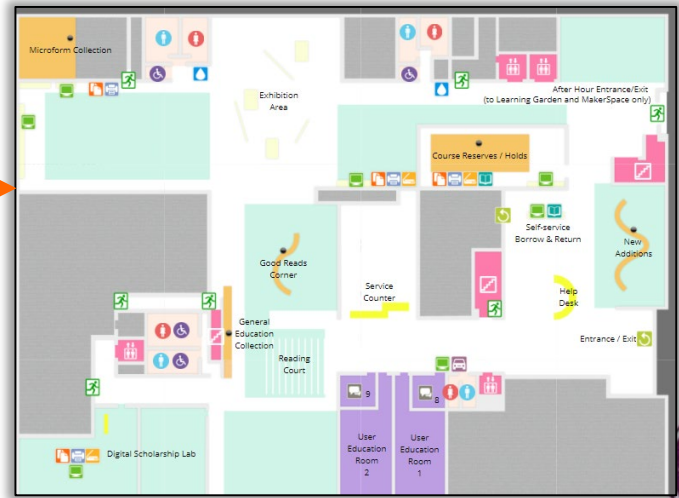 Microform Collection
Exhibition
Area
After Hour Entrance/Exit
(to Learning Garden and MakerSpace only)
Course Reserves / Holds
Self-service
Borrow & Return
New
Additions
Good Reads
Corner
Service
Counter
Help
Desk
General
Education
Collection
Entrance / Exit
Reading
Court
9
8
User
Education
Room
2
User
Education
Room
1
Digital Scholarship Lab